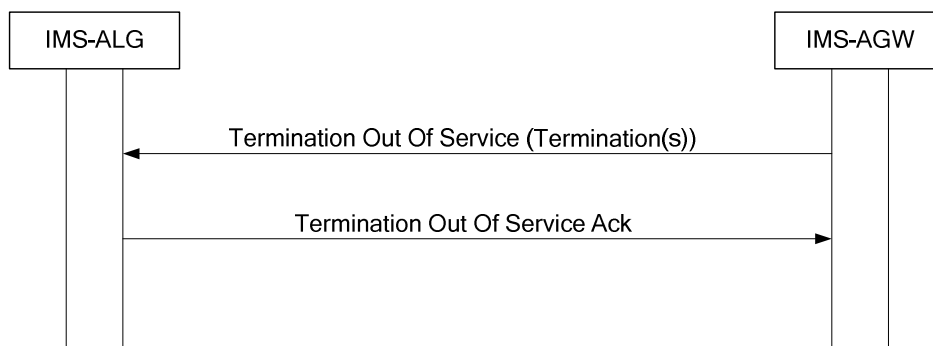 IMS-ALG
IMS-AGW
Termination Out Of Service (Termination(s))
Termination Out Of Service Ack